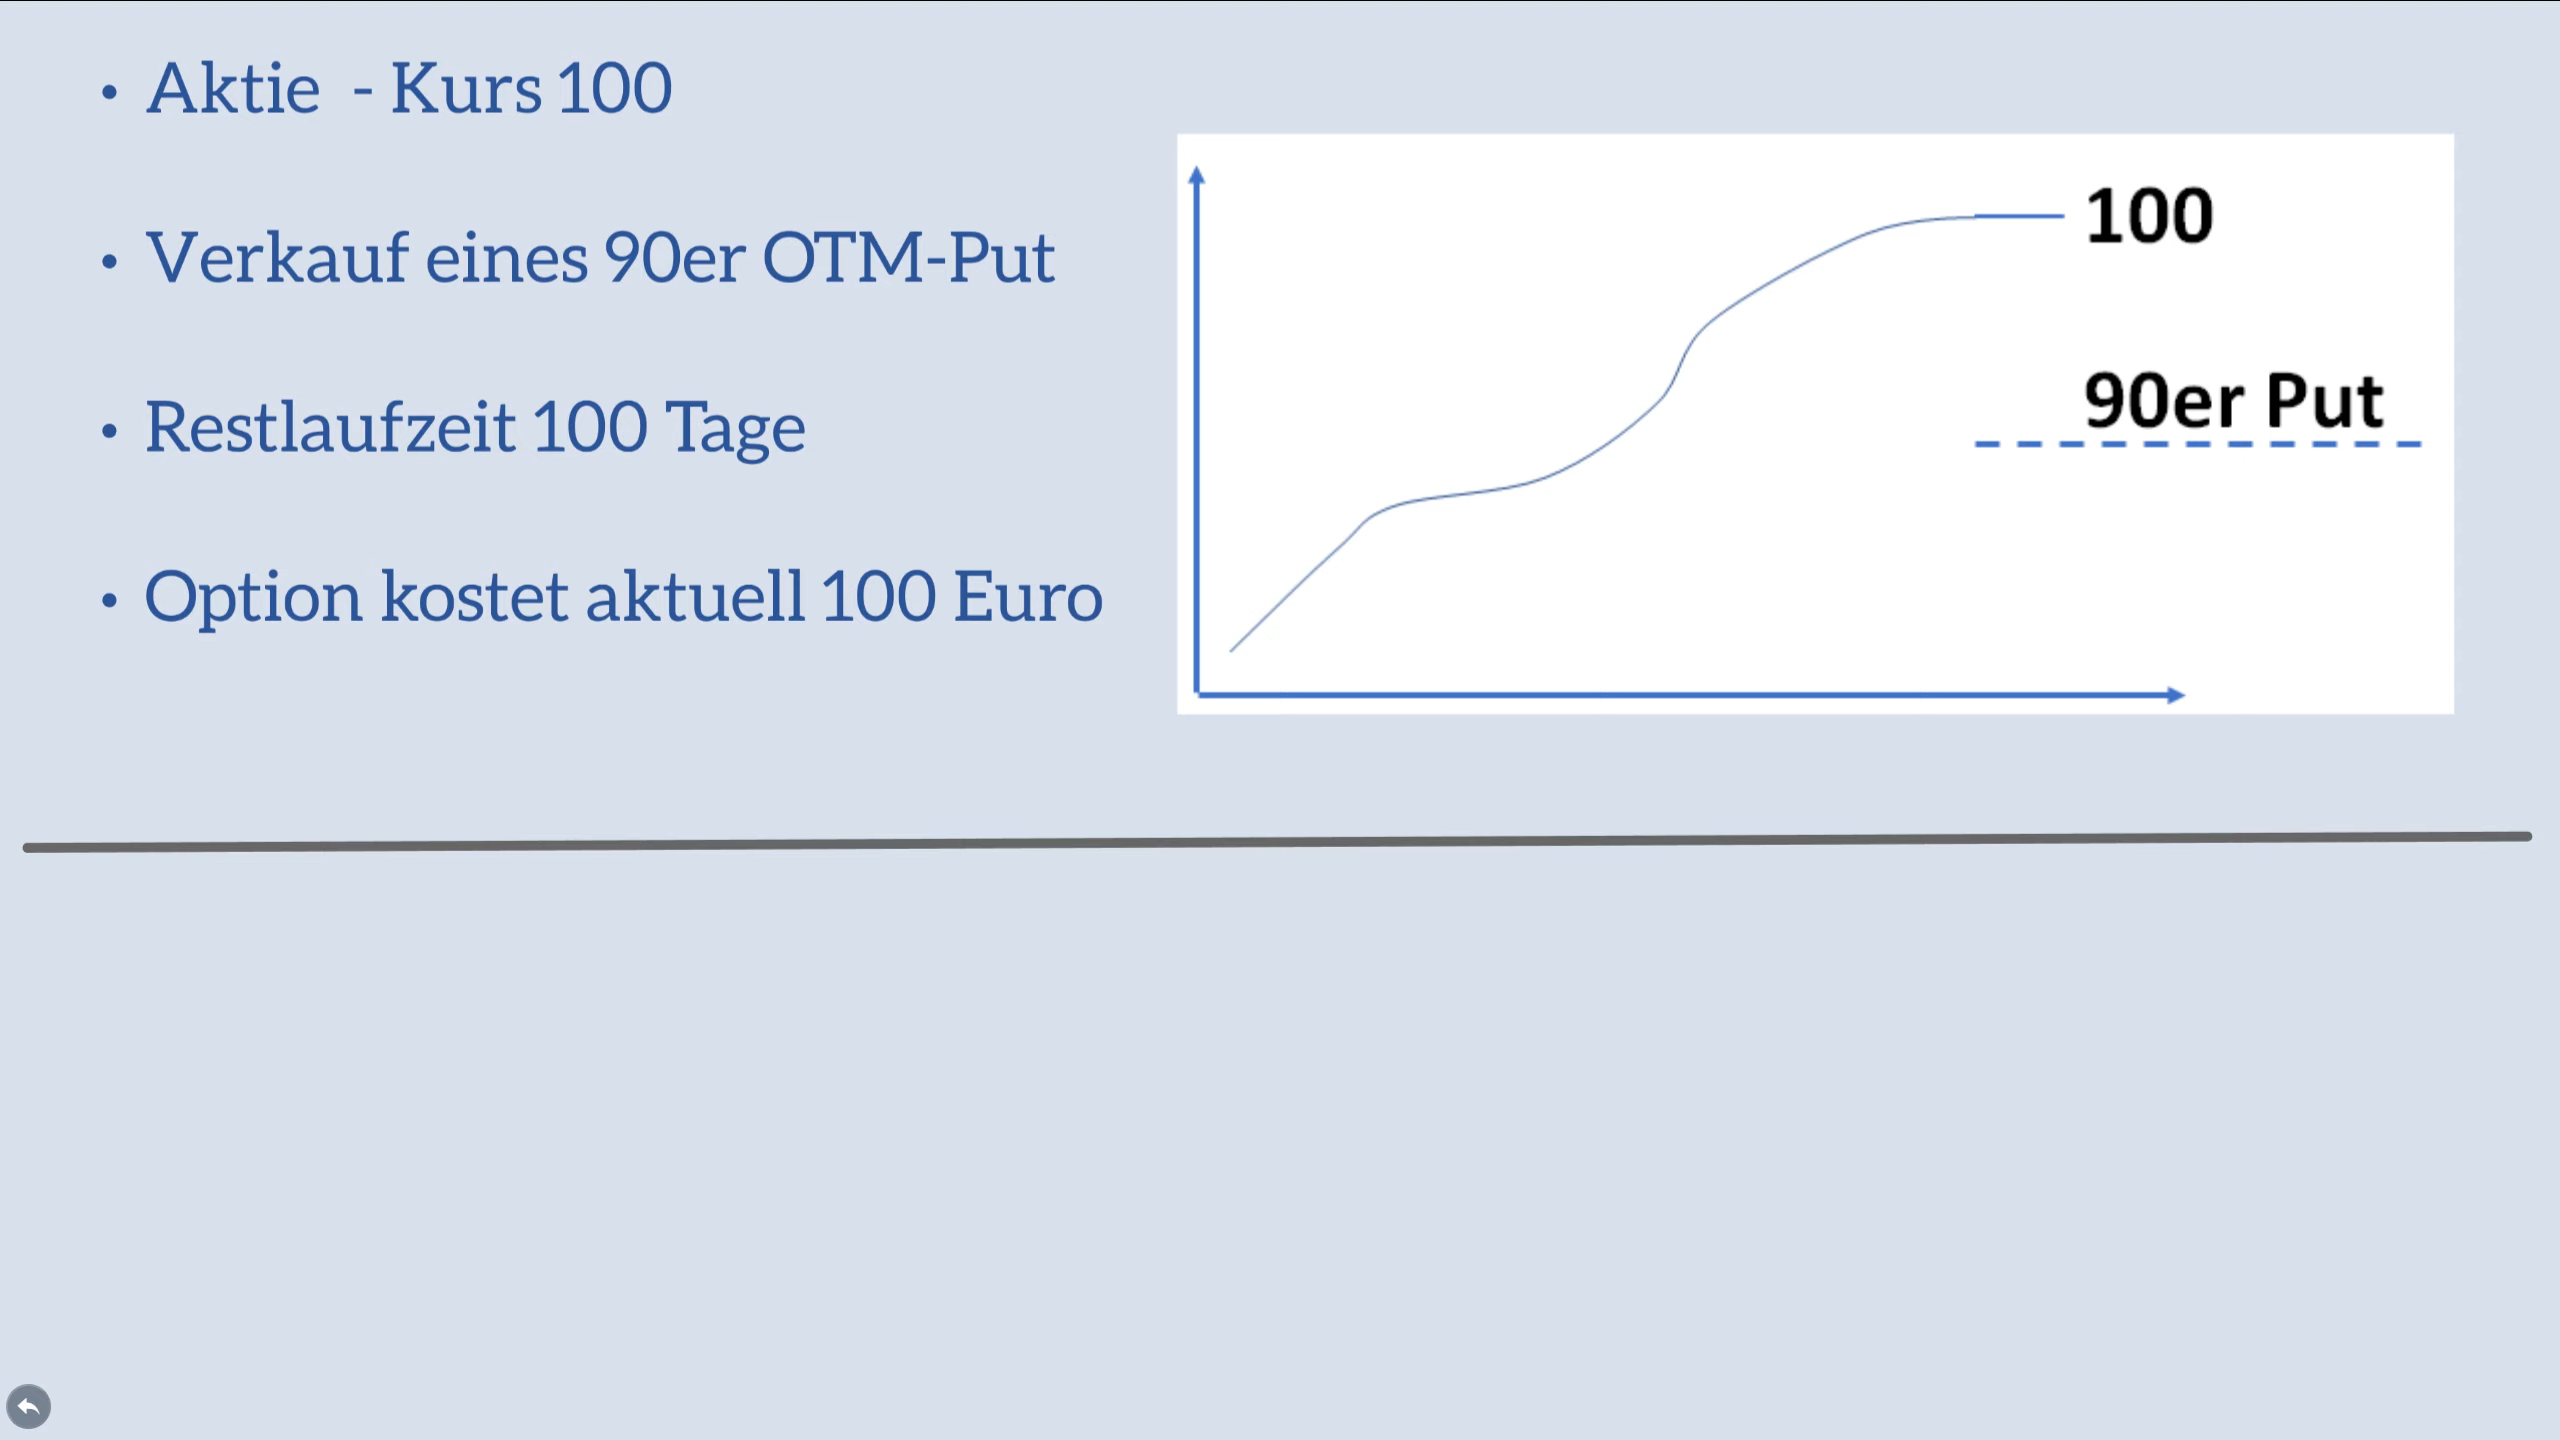 • Aktie - Kurs 100
• Verkauf eines 90er OTM-Put
• Restlaufzeit 100 Tage
• Option kostet aktuell 100 Euro
100
90er Put